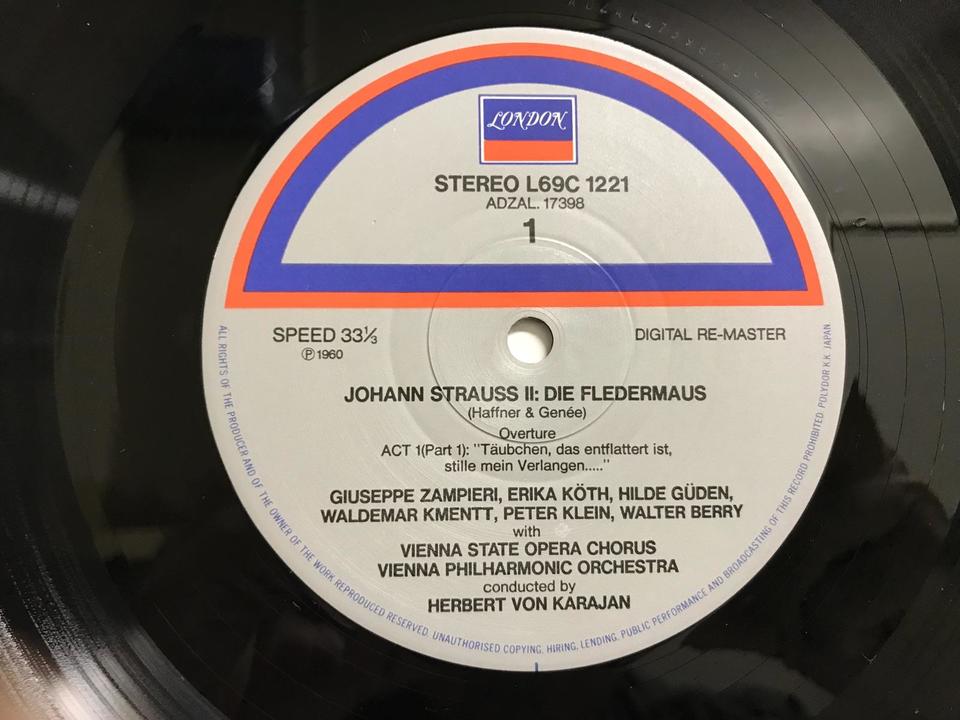 LONDON
STEREO L69C 1221
ADZAL. 17398
1
SPEED 33⅓
Ⓟ1960
DIGITAL RE-MASTER
JOHANN STRAUSS II: DIE FLEDERMAUS
(Haffner & Genée)
Overture
ACT 1(Part 1): "Täubchen, das entflattert ist,
stille mein Verlangen....."
GIUSEPPE ZAMPIERI, ERIKA KÖTH, HILDE GÜDEN,
WALDEMAR KMENTT, PETER KLEIN, WALTER BERRY
with
VIENNA STATE OPERA CHORUS
VIENNA PHILHARMONIC ORCHESTRA
conducted by
HERBERT VON KARAJAN
ALL RIGHTS OF THE PRODUCER AND OF THE OWNER OF THE WORK REPRODUCED RESERVED. UNAUTHORISED COPYING, HIRING, LENDING, PUBLIC PERFORMANCE AND BROADCASTING OF THIS RECORD PROHIBITED. POLYDOR K.K. JAPAN